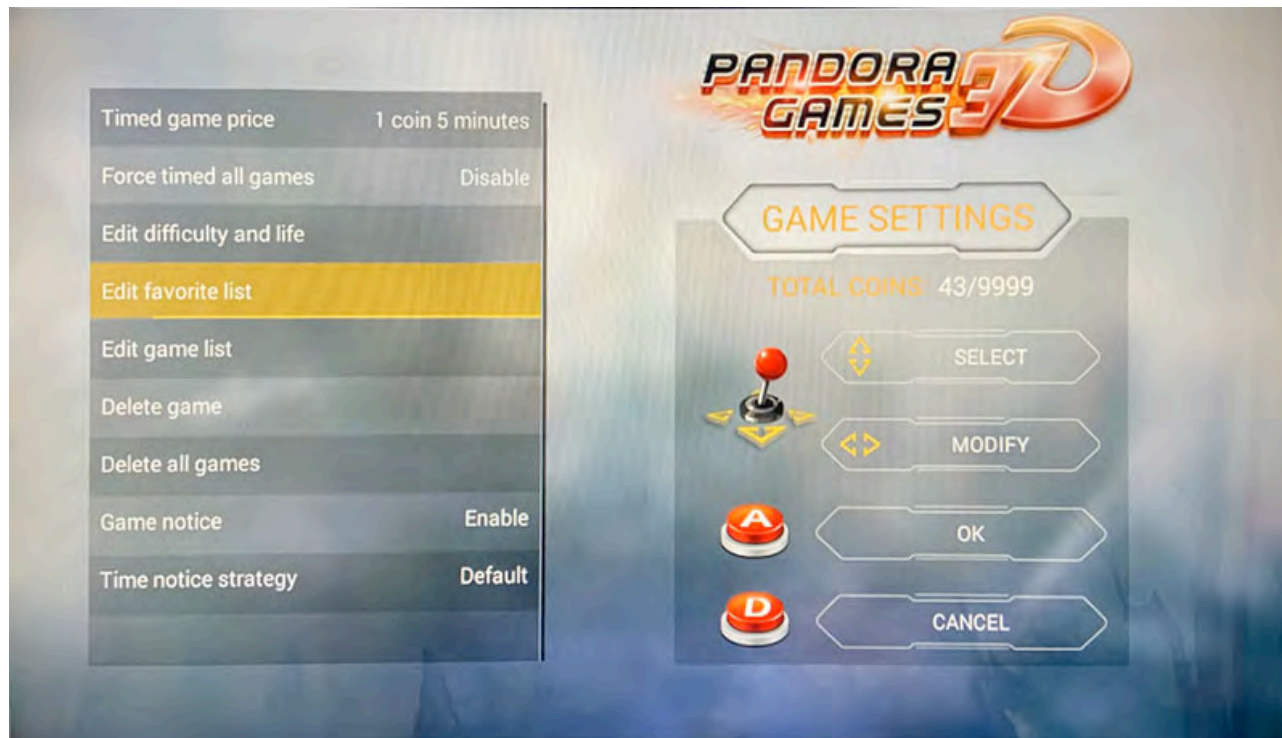 PANDORA
GAMES 3D
Timed game price 1 coin 5 minutes
Force timed all games Disable
Edit difficulty and life
Edit favorite list
Edit game list
Delete game
Delete all games
Game notice Enable
Time notice strategy Default
GAME SETTINGS
TOTAL COINS 43/9999
SELECT
MODIFY
A OK
D CANCEL